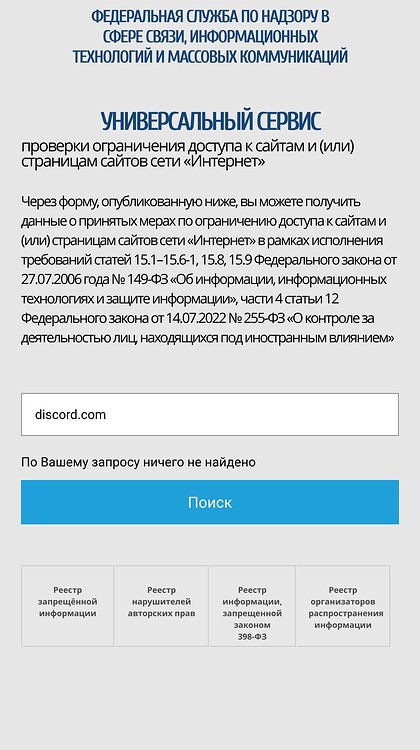 ФЕДЕРАЛЬНАЯ СЛУЖБА ПО НАДЗОРУ В
СФЕРЕ СВЯЗИ, ИНФОРМАЦИОННЫХ
ТЕХНОЛОГИЙ И МАССОВЫХ КОММУНИКАЦИЙ
УНИВЕРСАЛЬНЫЙ СЕРВИС
проверки ограничения доступа к сайтам и (или)
страницам сайтов сети «Интернет»
Через форму, опубликованную ниже, вы можете получить
данные о принятых мерах по ограничению доступа к сайтам и
(или) страницам сайтов сети «Интернет» в рамках исполнения
требований статей 15.1–15.6-1, 15.8, 15.9 Федерального закона от
27.07.2006 года № 149-ФЗ «Об информации, информационных
технологиях и защите информации», части 4 статьи 12
Федерального закона от 14.07.2022 № 255-ФЗ «О контроле за
деятельностью лиц, находящихся под иностранным влиянием»
discord.com
По Вашему запросу ничего не найдено
Поиск
Реестр
запрещённой
информации
Реестр
нарушителей
авторских прав
Реестр
информации,
запрещенной
законом
398-ФЗ
Реестр
организаторов
распространения
информации